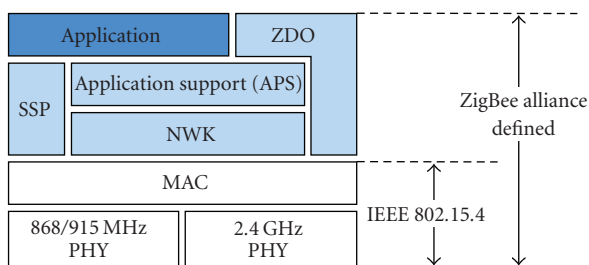 Application
ZDO
SSP
Application support (APS)
NWK
ZigBee alliance
defined
MAC
IEEE 802.15.4
868/915 MHz
PHY
2.4 GHz
PHY